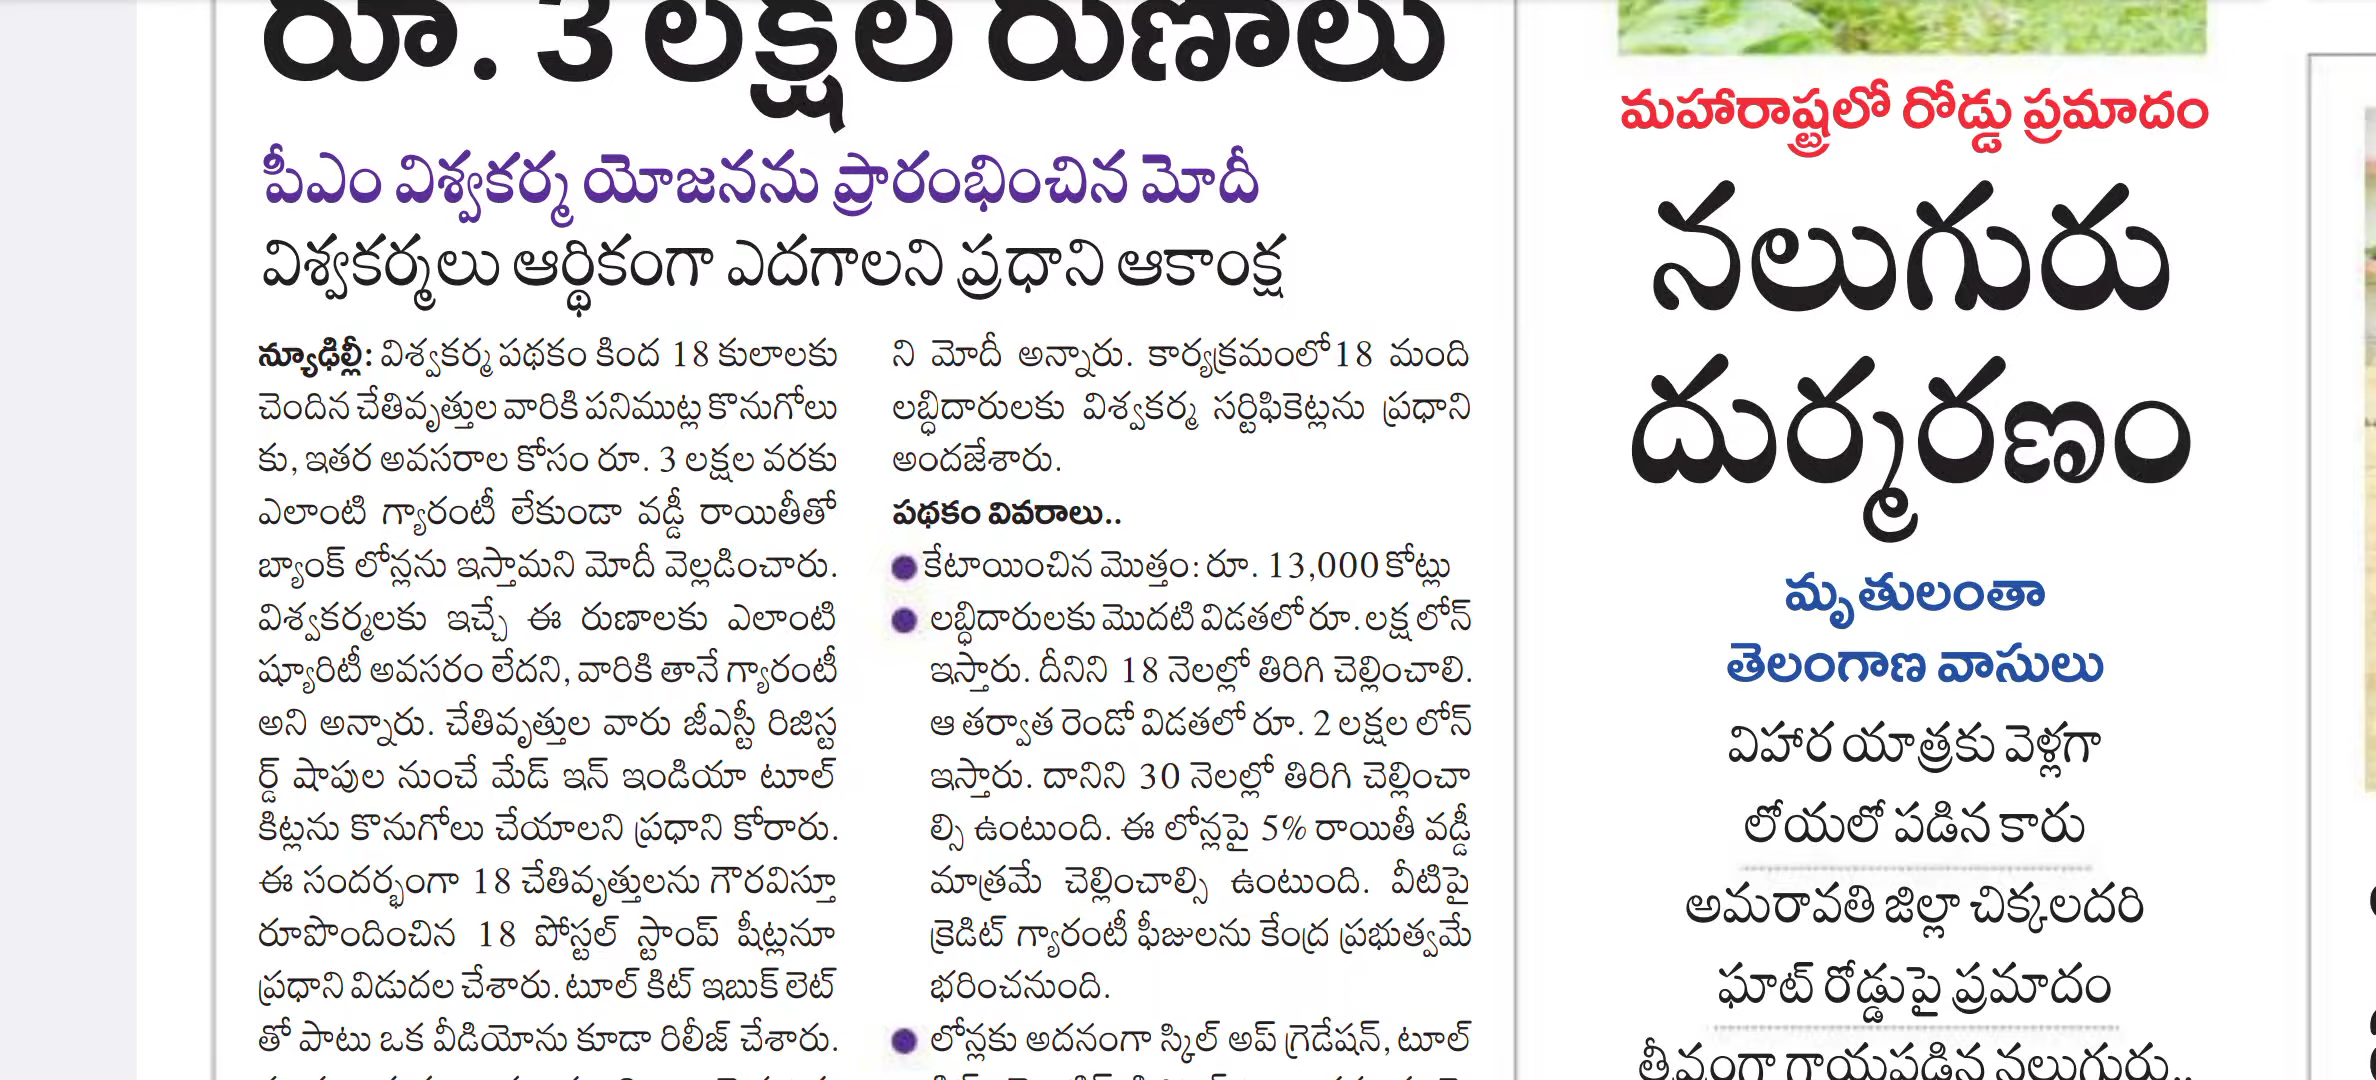 రూ. 3 లక్షల రుణాలు
పీఎం విశ్వకర్మ యోజనను ప్రారంభించిన మోదీ
విశ్వకర్మలు ఆర్థికంగా ఎదగాలని ప్రధాని ఆకాంక్ష
న్యూఢిల్లీ: విశ్వకర్మ పథకం కింద 18 కులాలకు
చెందిన చేతివృత్తుల వారికి పనిముట్ల కొనుగోలు
కు, ఇతర అవసరాల కోసం రూ. 3 లక్షల వరకు
ఎలాంటి గ్యారంటీ లేకుండా వడ్డీ రాయితీతో
బ్యాంక్ లోన్లను ఇస్తామని మోదీ వెల్లడించారు.
విశ్వకర్మలకు ఇచ్చే ఈ రుణాలకు ఎలాంటి
ష్యూరిటీ అవసరం లేదని, వారికి తానే గ్యారంటీ
అని అన్నారు. చేతివృత్తుల వారు జీఎస్టీ రిజిస్ట
ర్డ్ షాపుల నుంచే మేడ్ ఇన్ ఇండియా టూల్
కిట్లను కొనుగోలు చేయాలని ప్రధాని కోరారు.
ఈ సందర్భంగా 18 చేతివృత్తులను గౌరవిస్తూ
రూపొందించిన 18 పోస్టల్ స్టాంప్ షీట్లనూ
ప్రధాని విడుదల చేశారు. టూల్ కిట్ ఇబుక్ లెట్
తో పాటు ఒక వీడియోను కూడా రిలీజ్ చేశారు.
ని మోదీ అన్నారు. కార్యక్రమంలో18 మంది
లబ్ధిదారులకు విశ్వకర్మ సర్టిఫికెట్లను ప్రధాని
అందజేశారు.
పథకం వివరాలు..
● కేటాయించిన మొత్తం: రూ. 13,000 కోట్లు
● లబ్ధిదారులకు మొదటి విడతలో రూ. లక్ష లోన్
ఇస్తారు. దీనిని 18 నెలల్లో తిరిగి చెల్లించాలి.
ఆ తర్వాత రెండో విడతలో రూ. 2 లక్షల లోన్
ఇస్తారు. దానిని 30 నెలల్లో తిరిగి చెల్లించా
ల్సి ఉంటుంది. ఈ లోన్లపై 5% రాయితీ వడ్డీ
మాత్రమే చెల్లించాల్సి ఉంటుంది. వీటిపై
క్రెడిట్ గ్యారంటీ ఫీజులను కేంద్ర ప్రభుత్వమే
భరించనుంది.
● లోన్లకు అదనంగా స్కిల్ అప్ గ్రెడేషన్, టూల్
మహారాష్ట్రలో రోడ్డు ప్రమాదం
నలుగురు
దుర్మరణం
మృతులంతా
తెలంగాణ వాసులు
విహార యాత్రకు వెళ్లగా
లోయలో పడిన కారు
అమరావతి జిల్లా చిక్కలదరి
ఘాట్ రోడ్డుపై ప్రమాదం
తీవ్రంగా గాయపడిన నలుగురు..